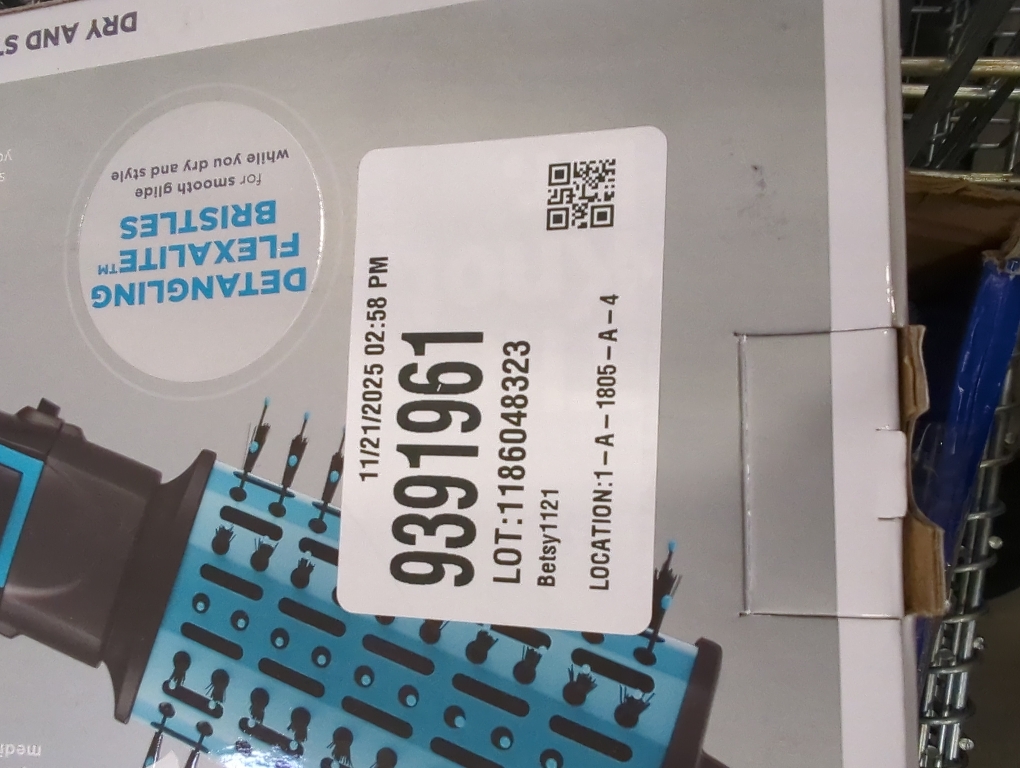 11/21/2025 02:58 PM
9391961
LOT:1186048323
Betsy1121
LOCATION:1-A-1805-A-4
DETANGLING
FLEXALITE™
BRISTLES
for smooth glide
while you dry and style
DRY AND